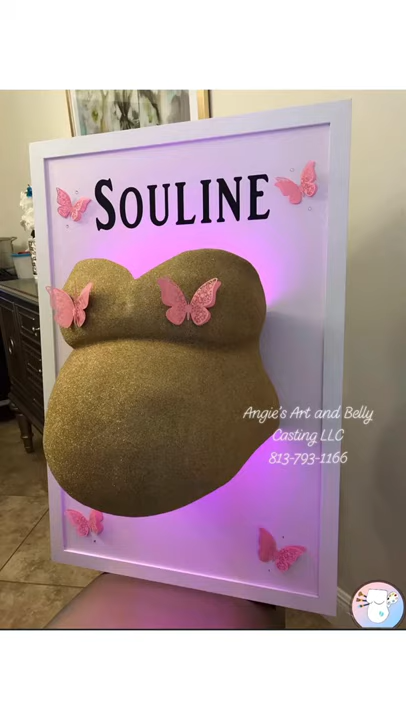 SOULINE
Angie's Art and Belly
Casting LLC
813-793-1166